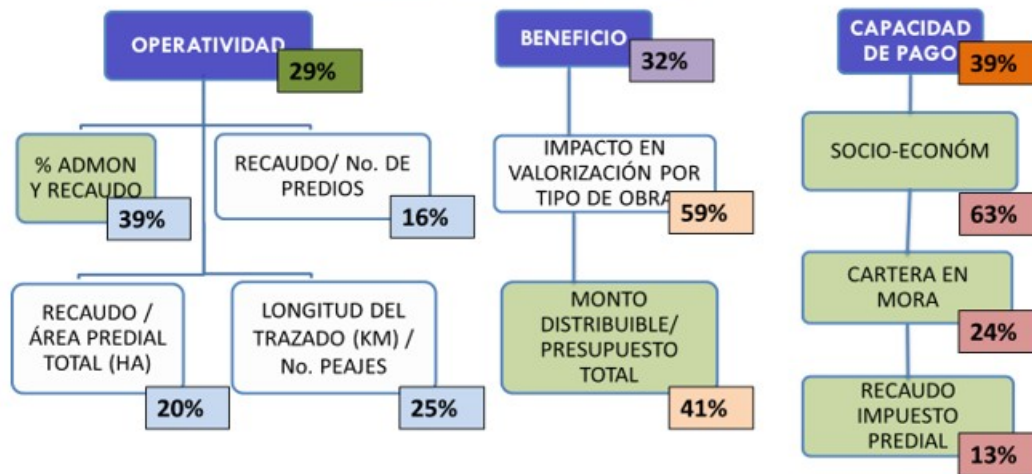 OPERATIVIDAD
29%
% ADMON
Y RECAUDO
39%
RECAUDO/ No. DE
PREDIOS
16%
RECAUDO /
ÁREA PREDIAL
TOTAL (HA)
20%
LONGITUD DEL
TRAZADO (KM) /
No. PEAJES
25%
BENEFICIO
32%
IMPACTO EN
VALORIZACIÓN POR
TIPO DE OBRA
59%
MONTO
DISTRIBUIBLE/
PRESUPUESTO
TOTAL
41%
CAPACIDAD
DE PAGO
39%
SOCIO-ECONÓM
63%
CARTERA EN
MORA
24%
RECAUDO
IMPUESTO
PREDIAL
13%